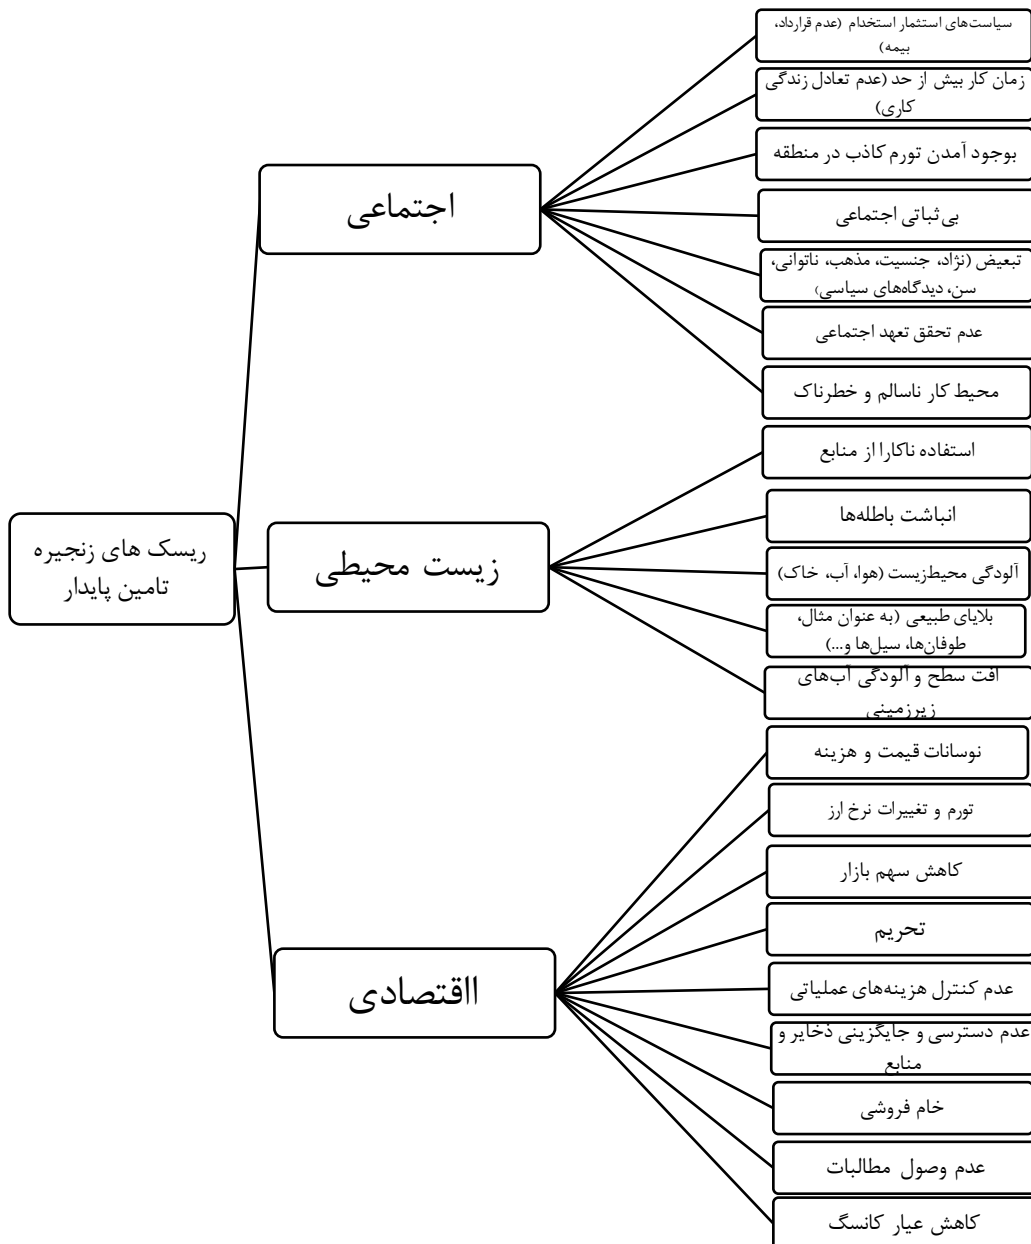 ریسک های زنجیره
تامین پایدار
اجتماعی
سیاست‌های استثمار استخدام (عدم قرارداد،
بیمه)
زمان کار بیش از حد (عدم تعادل زندگی
کاری)
بوجود آمدن تورم کاذب در منطقه
بی ثباتی اجتماعی
تبعیض (نژاد، جنسیت، مذهب، ناتوانی،
سن، دیدگاه‌های سیاسی)
عدم تحقق تعهد اجتماعی
محیط کار ناسالم و خطرناک
زیست محیطی
استفاده ناکارا از منابع
انباشت باطله‌ها
آلودگی محیط‌زیست (هوا، آب، خاک)
بلایای طبیعی (به عنوان مثال،
طوفان‌ها، سیل‌ها و...)
افت سطح و آلودگی آب‌های
زیرزمینی
ااقتصادی
نوسانات قیمت و هزینه
تورم و تغییرات نرخ ارز
کاهش سهم بازار
تحریم
عدم کنترل هزینه‌های عملیاتی
عدم دسترسی و جایگزینی ذخایر و
منابع
خام فروشی
عدم وصول مطالبات
کاهش عیار کانسگ